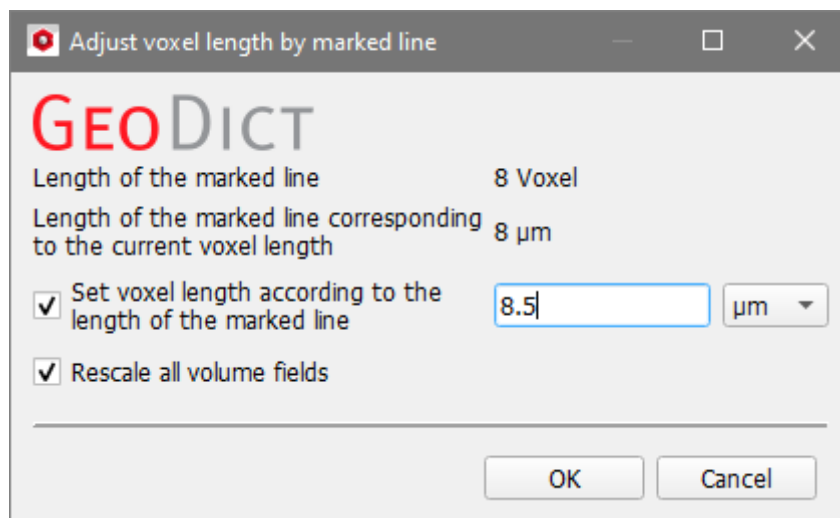 Adjust voxel length by marked line
GEODICT
Length of the marked line 8 Voxel
Length of the marked line corresponding
to the current voxel length 8 µm
Set voxel length according to the
length of the marked line 8.5 µm
Rescale all volume fields
OK Cancel